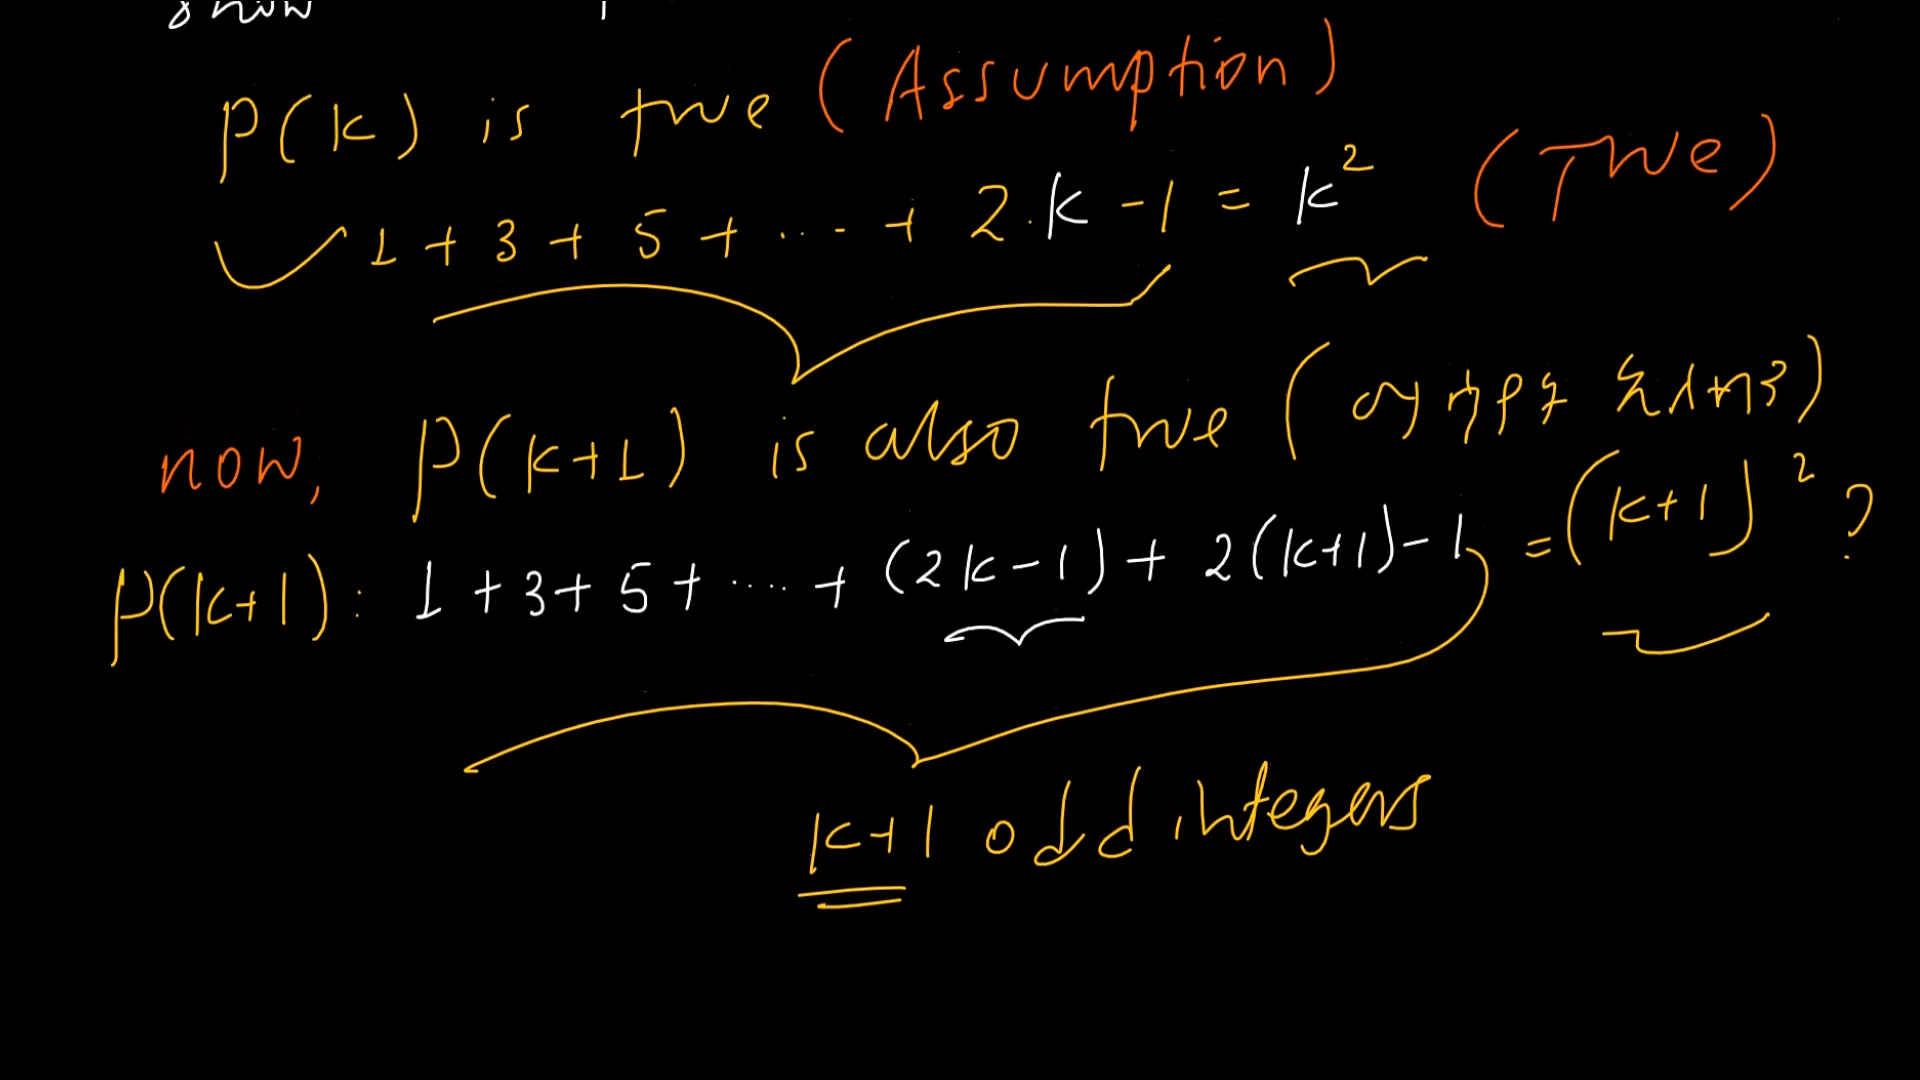 show
P(k) is true (Assumption)
1 + 3 + 5 + ... + 2.k - 1 = k² (True)
now, P(k+1) is also true (
P(k+1): 1 + 3 + 5 + .... + (2k-1) + 2(k+1)-1 = (k+1)² ?
k+1 odd integers